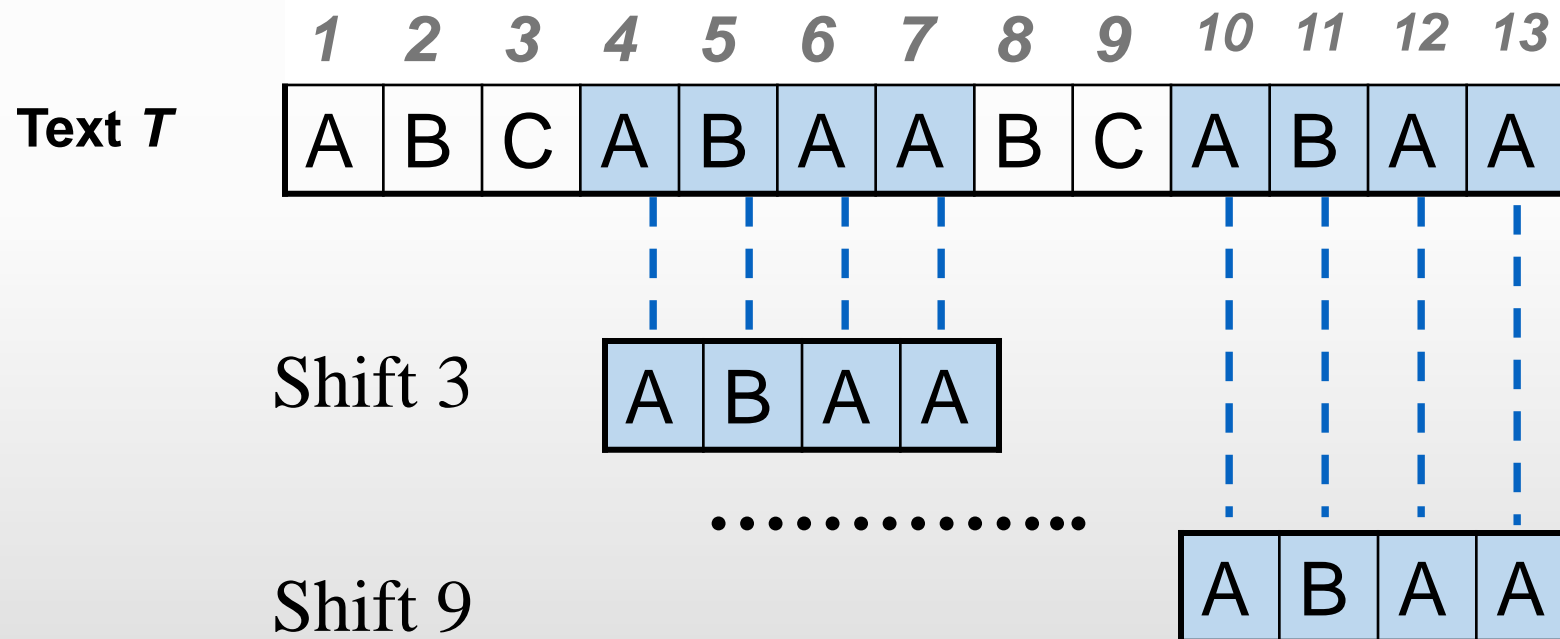 1 2 3 4 5 6 7 8 9 10 11 12 13
Text T A B C A B A A B C A B A A
Shift 3 A B A A
..............
Shift 9 A B A A